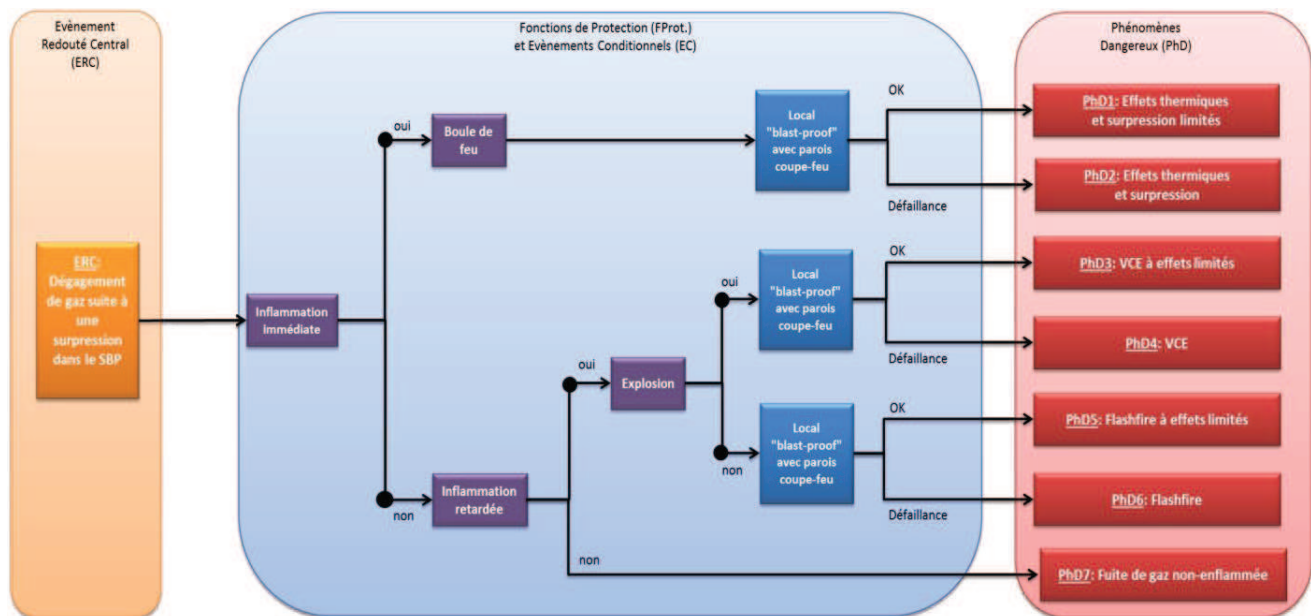 Evènement
Redouté Central
(ERC)
Fonctions de Protection (FProt.)
et Evènements Conditionnels (EC)
Phénomènes
Dangereux (PhD)
ERC:
Dégagement
de gaz suite à
une
surpression
dans le SBP
Inflammation
immédiate
oui
Boule de
feu
Local
"blast-proof"
avec parois
coupe-feu
OK
Défaillance
PhD1: Effets thermiques
et surpression limités
PhD2: Effets thermiques
et surpression
non
Inflammation
retardée
oui
Explosion
oui
Local
"blast-proof"
avec parois
coupe-feu
OK
Défaillance
PhD3: VCE à effets limités
PhD4: VCE
non
Local
"blast-proof"
avec parois
coupe-feu
OK
Défaillance
PhD5: Flashfire à effets limités
PhD6: Flashfire
non
PhD7: Fuite de gaz non-enflammée